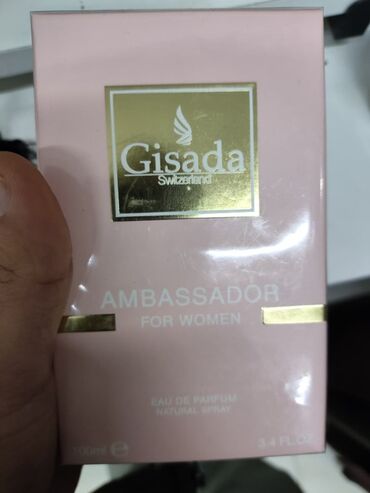 Gisada
Switzerland
AMBASSADOR
FOR WOMEN
EAU DE PARFUM
NATURAL SPRAY
100ml ℮ 3.4 FL.OZ